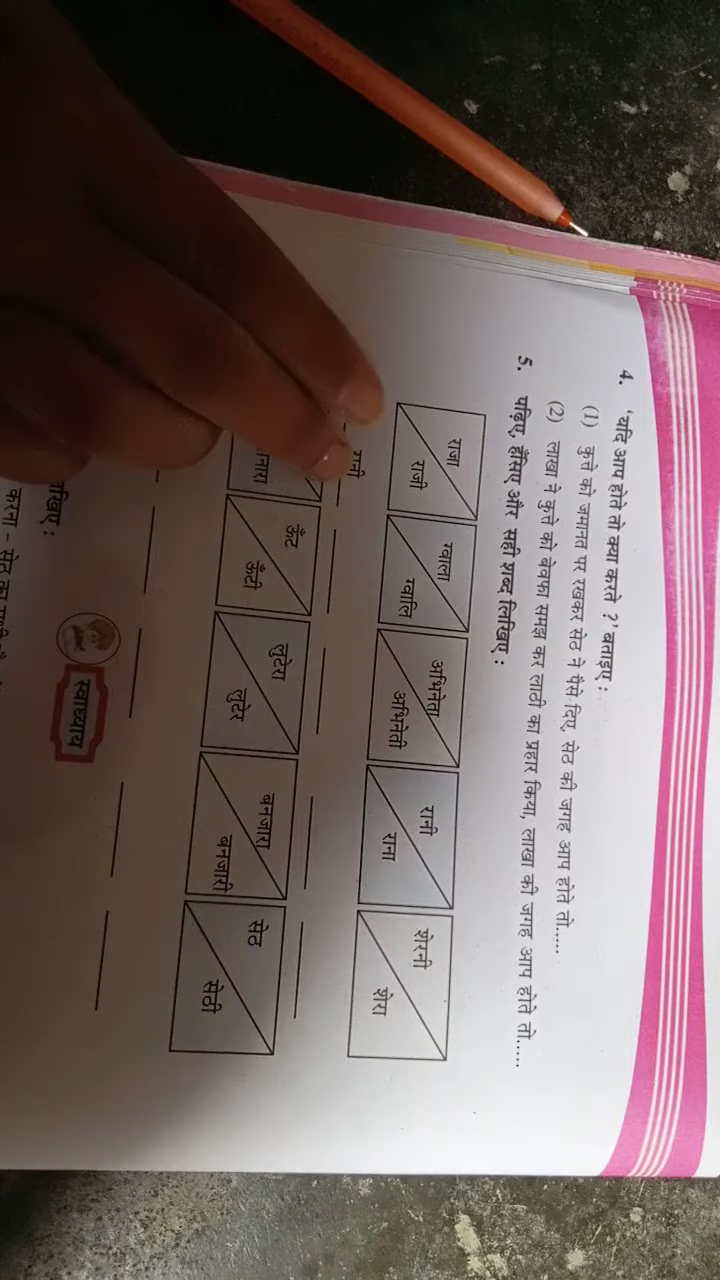 4. 'यदि आप होते तो क्या करते ?' बताइए :
(1) कुत्ते को जमानत पर रखकर सेठ ने पैसे दिए, सेठ की जगह आप होते तो.....
(2) लाखा ने कुत्ते को बेवफा समझ कर लाठी का प्रहार किया, लाखा की जगह आप होते तो.....
5. पढ़िए, हँसिए और सही शब्द लिखिए :
राजा ग्वाला अभिनेता रानी शेरनी
राजी ग्वालि अभिनेती राना शेरा
रानी
ऊँट लुटेरा बनजारा सेठ
ऊँटी लुटेर बनजारी सेठी
स्वाध्याय
करना - सेठ का